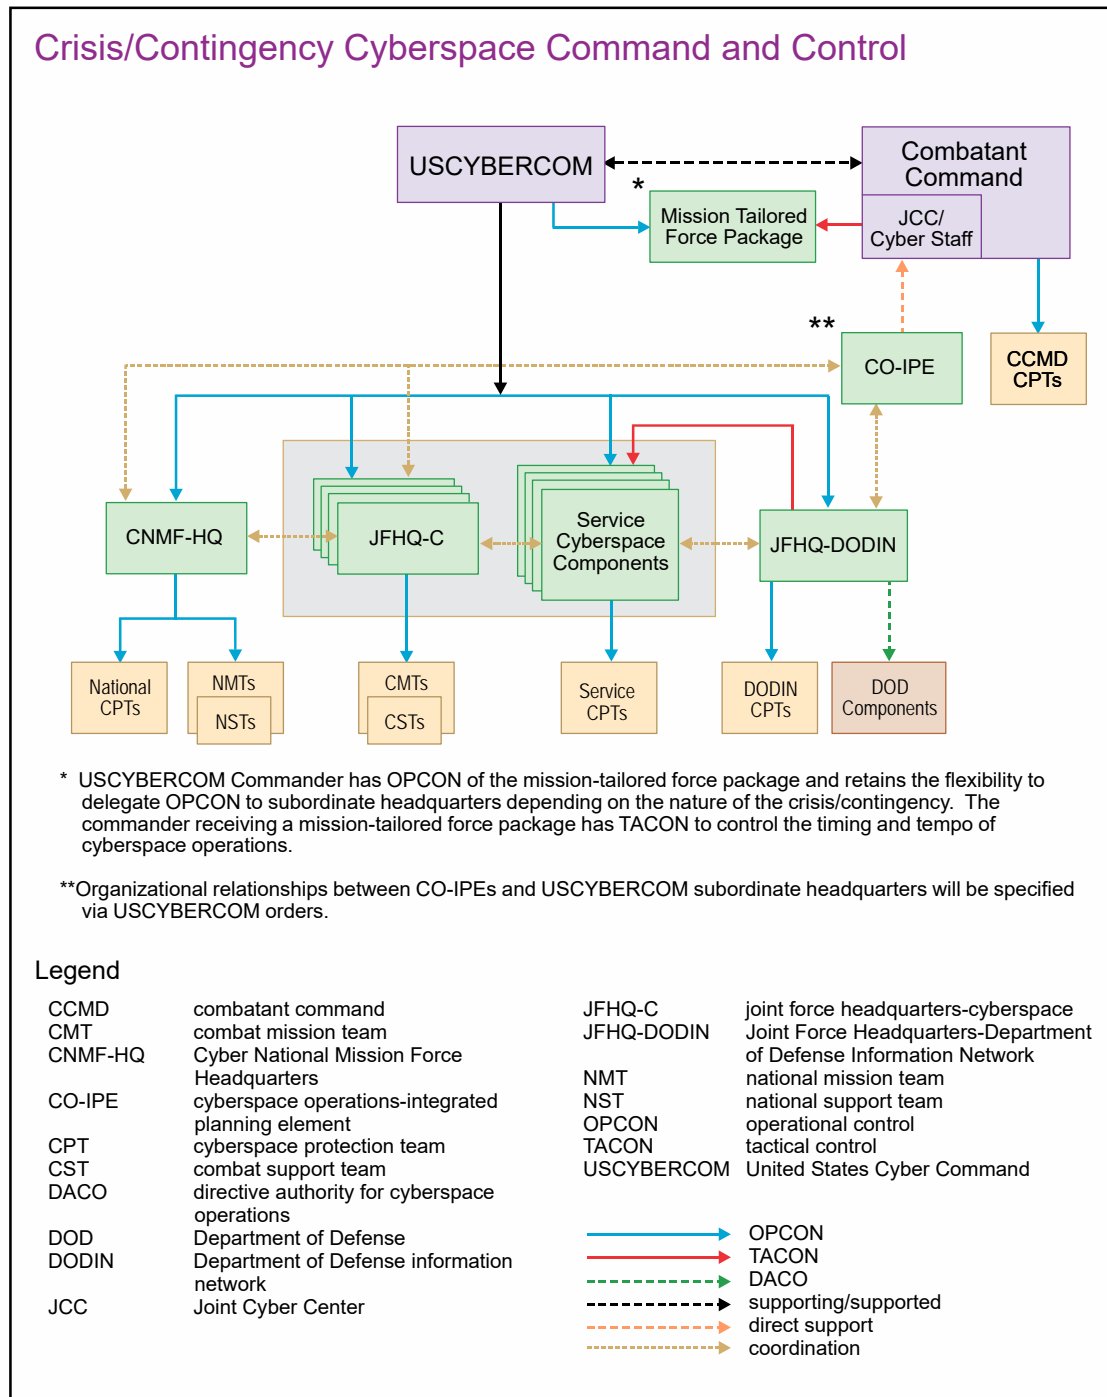 Crisis/Contingency Cyberspace Command and Control
USCYBERCOM
Combatant
Command
*
Mission Tailored
Force Package
JCC/
Cyber Staff
**
CO-IPE
CCMD
CPTs
CNMF-HQ
JFHQ-C
Service
Cyberspace
Components
JFHQ-DODIN
National
CPTs
NMTs
NSTs
CMTs
CSTs
Service
CPTs
DODIN
CPTs
DOD
Components
* USCYBERCOM Commander has OPCON of the mission-tailored force package and retains the flexibility to
delegate OPCON to subordinate headquarters depending on the nature of the crisis/contingency. The
commander receiving a mission-tailored force package has TACON to control the timing and tempo of
cyberspace operations.
**Organizational relationships between CO-IPEs and USCYBERCOM subordinate headquarters will be specified
via USCYBERCOM orders.
Legend
CCMD combatant command
CMT combat mission team
CNMF-HQ Cyber National Mission Force
Headquarters
CO-IPE cyberspace operations-integrated
planning element
CPT cyberspace protection team
CST combat support team
DACO directive authority for cyberspace
operations
DOD Department of Defense
DODIN Department of Defense information
network
JCC Joint Cyber Center
JFHQ-C joint force headquarters-cyberspace
JFHQ-DODIN Joint Force Headquarters-Department
of Defense Information Network
NMT national mission team
NST national support team
OPCON operational control
TACON tactical control
USCYBERCOM United States Cyber Command
OPCON
TACON
DACO
supporting/supported
direct support
coordination